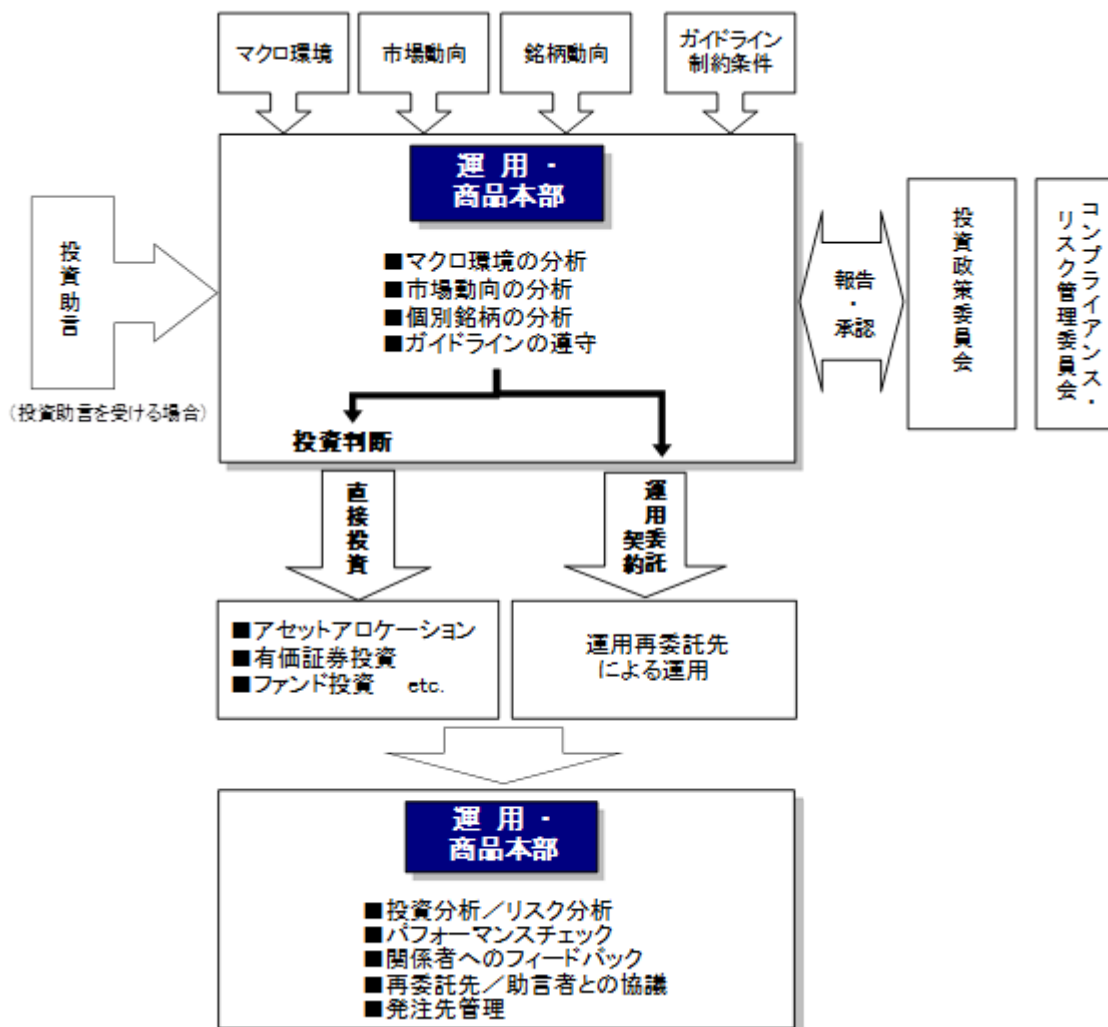 マクロ環境
市場動向
銘柄動向
ガイドライン
制約条件
運 用 -
商品本部
■マクロ環境の分析
■市場動向の分析
■個別銘柄の分析
■ガイドラインの遵守
投資助言
(投資助言を受ける場合)
報告
・
承認
投資政策委員会
コンプライアンス・
リスク管理委員会
投資判断
直接投資
運用委託
契約
■アセットアロケーション
■有価証券投資
■ファンド投資 etc.
運用再委託先
による運用
運 用 -
商品本部
■投資分析/リスク分析
■パフォーマンスチェック
■関係者へのフィードバック
■再委託先/助言者との協議
■発注先管理